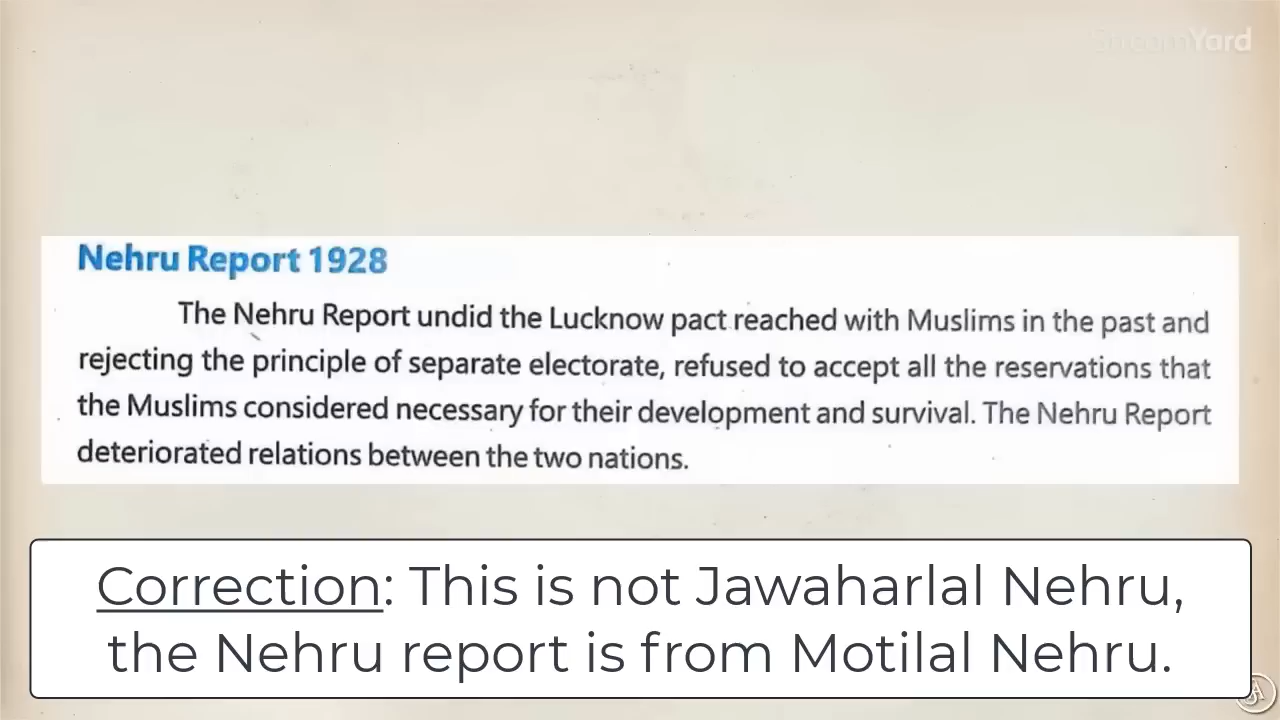 Nehru Report 1928
The Nehru Report undid the Lucknow pact reached with Muslims in the past and
rejecting the principle of separate electorate, refused to accept all the reservations that
the Muslims considered necessary for their development and survival. The Nehru Report
deteriorated relations between the two nations.
Correction: This is not Jawaharlal Nehru,
the Nehru report is from Motilal Nehru.